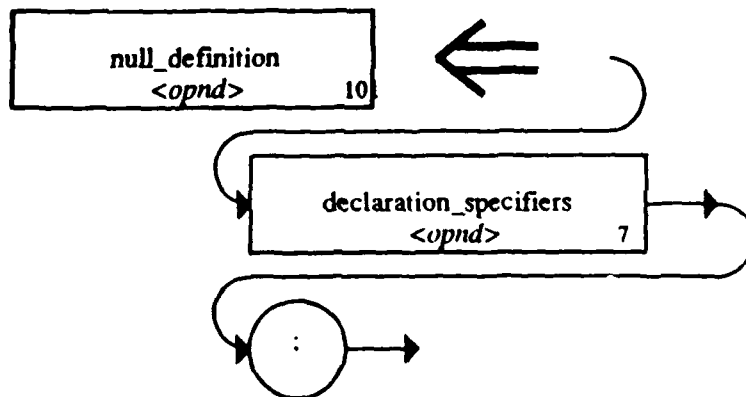 null_definition
<opnd> 10
declaration_specifiers
<opnd> 7
: